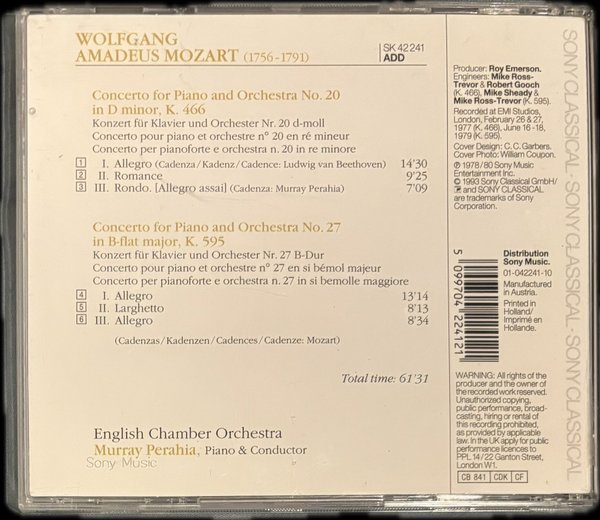 WOLFGANG
AMADEUS MOZART (1756-1791)
SK 42241
ADD
Concerto for Piano and Orchestra No. 20
in D minor, K. 466
Konzert für Klavier und Orchester Nr. 20 d-moll
Concerto pour piano et orchestre n° 20 en ré mineur
Concerto per pianoforte e orchestra n. 20 in re minore
1 I. Allegro (Cadenza/Kadenz/Cadence: Ludwig van Beethoven) 14'30
2 II. Romance 9'25
3 III. Rondo. [Allegro assai] (Cadenza: Murray Perahia) 7'09
Concerto for Piano and Orchestra No. 27
in B-flat major, K. 595
Konzert für Klavier und Orchester Nr. 27 B-Dur
Concerto pour piano et orchestre n° 27 en si bémol majeur
Concerto per pianoforte e orchestra n. 27 in si bemolle maggiore
4 I. Allegro 13'14
5 II. Larghetto 8'13
6 III. Allegro 8'34
(Cadenzas/Kadenzen/Cadences/Cadenze: Mozart)
Total time: 61'31
English Chamber Orchestra
Murray Perahia, Piano & Conductor
Sony Music
Producer: Roy Emerson.
Engineers: Mike Ross-
Trevor & Robert Gooch
(K. 466), Mike Sheady &
Mike Ross-Trevor (K. 595).
Recorded at EMI Studios,
London, February 26 & 27,
1977 (K. 466), June 16-18,
1979 (K. 595).
Cover Design: C. C. Garbers.
Cover Photo: William Coupon.
℗ 1978/80 Sony Music
Entertainment Inc.
© 1993 Sony Classical GmbH/
and SONY CLASSICAL
are trademarks of Sony
Corporation.
5 099704 224121
Distribution
Sony Music.
01-042241-10
Manufactured
in Austria.
Printed in
Holland/
Imprimé en
Hollande.
WARNING: All rights of the
producer and the owner of
the recorded work reserved.
Unauthorized copying,
public performance, broad-
casting, hiring or rental of
this recording prohibited,
as provided by applicable
law. In the UK apply for public
performance licences to
PPL 14/22 Ganton Street,
London W1.
CB 841 CDK CF
SONY CLASSICAL · SONY CLASSICAL · SONY CLASSICAL